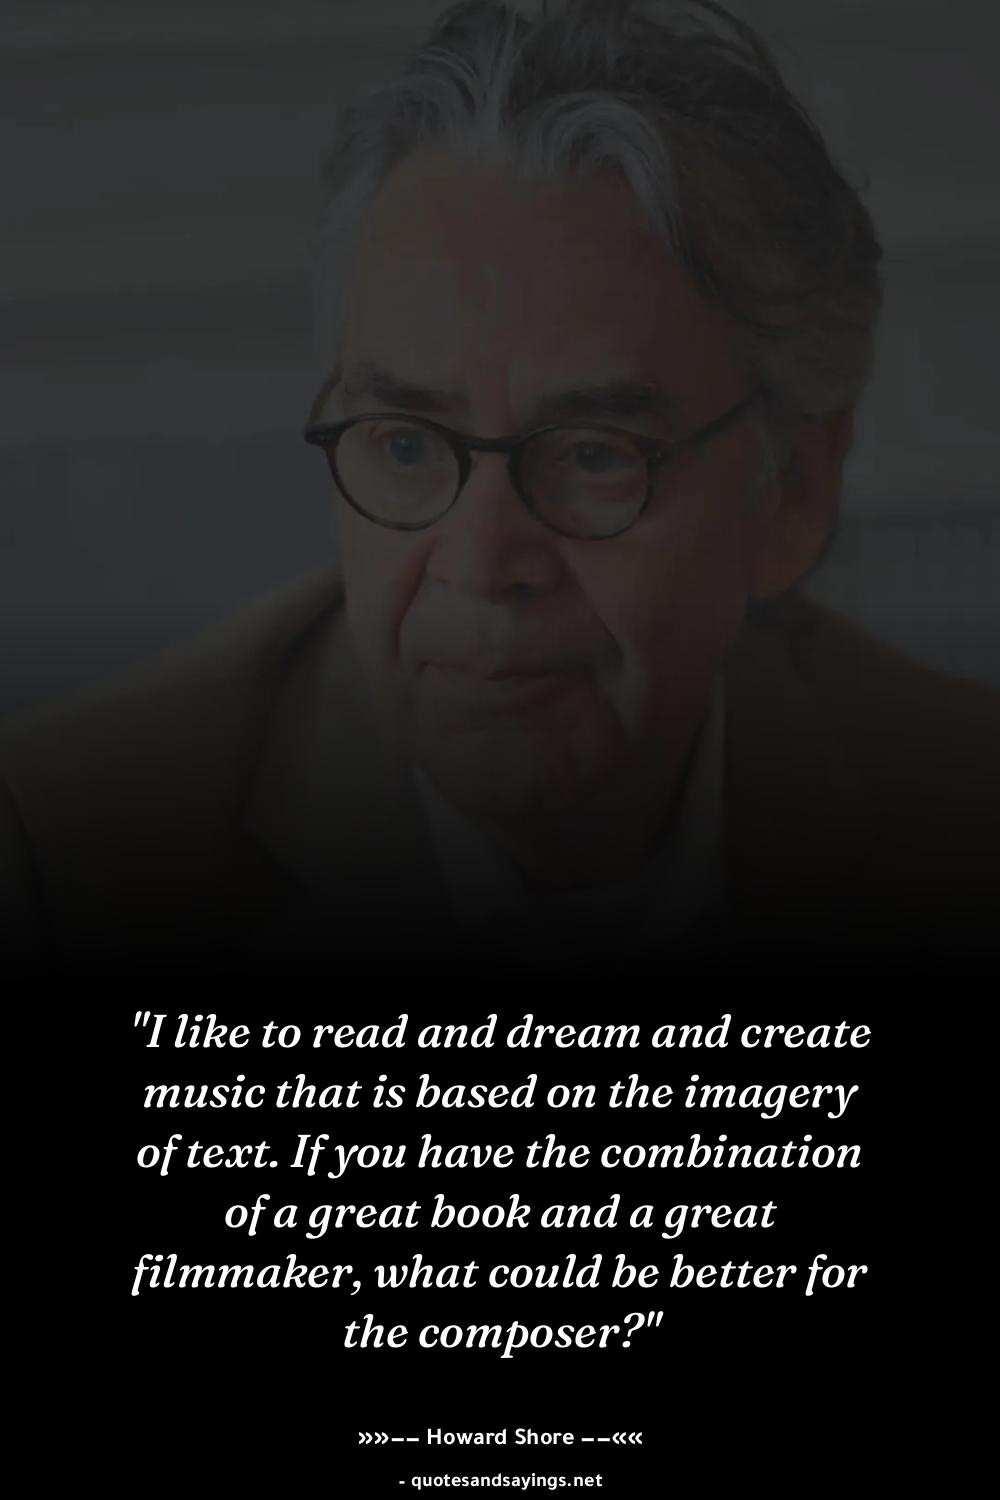 "I like to read and dream and create
music that is based on the imagery
of text. If you have the combination
of a great book and a great
filmmaker, what could be better for
the composer?"
»»−− Howard Shore −−««
- quotesandsayings.net